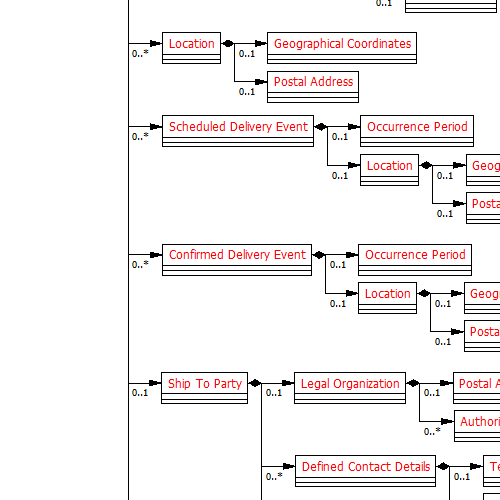 0..1
Location
0..*
0..1
Geographical Coordinates
0..1
Postal Address
Scheduled Delivery Event
0..*
0..1
Occurrence Period
0..1
Location
0..1
Geog
0..1
Posta
Confirmed Delivery Event
0..*
0..1
Occurrence Period
0..1
Location
0..1
Geog
0..1
Posta
Ship To Party
0..1
0..1
Legal Organization
0..1
Postal A
0..*
Authori
0..*
Defined Contact Details
0..1
Te